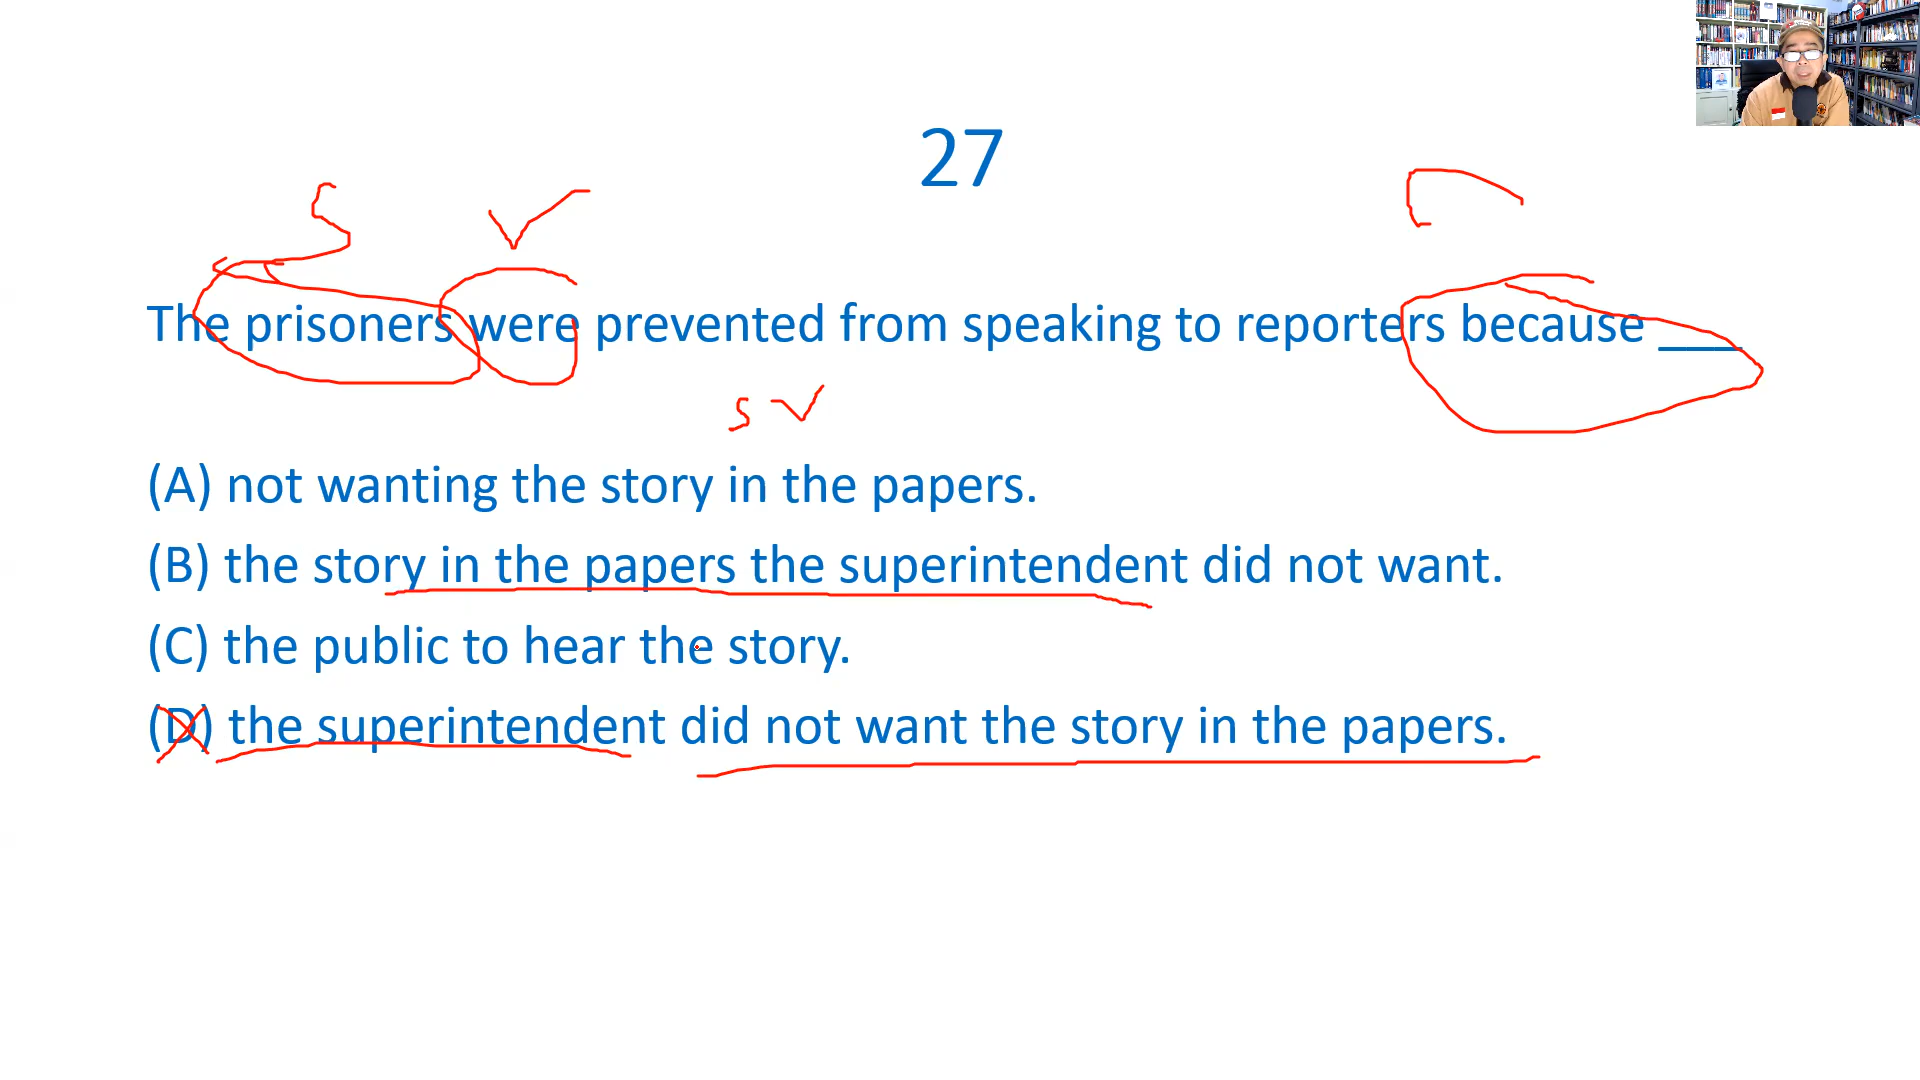 27
S V
The prisoners were prevented from speaking to reporters because ___
S V
(A) not wanting the story in the papers.
(B) the story in the papers the superintendent did not want.
(C) the public to hear the story.
(D) the superintendent did not want the story in the papers.